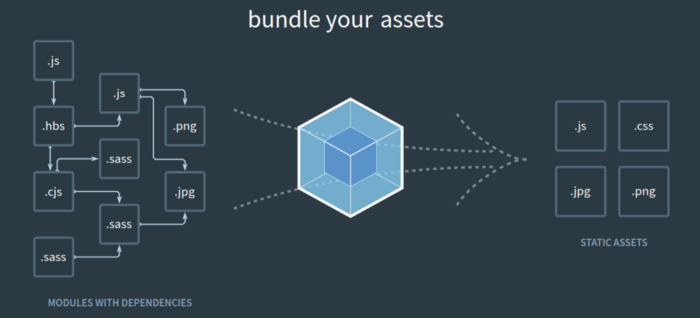 bundle your assets
.js
.js
.hbs
.png
.sass
.cjs
.jpg
.sass
.sass
MODULES WITH DEPENDENCIES
.js
.css
.jpg
.png
STATIC ASSETS